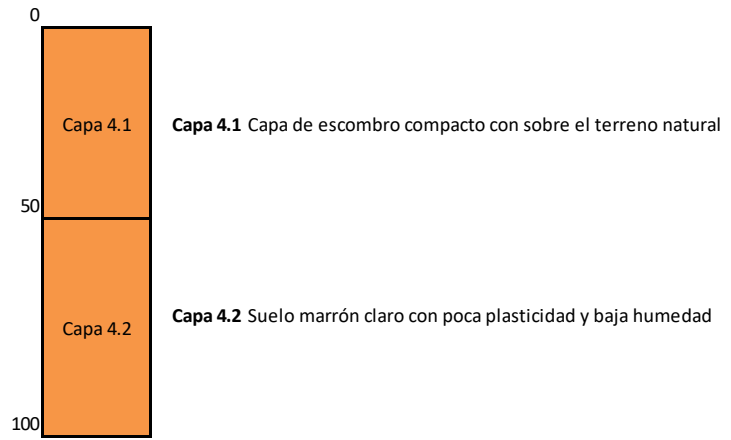 0
Capa 4.1
Capa 4.1 Capa de escombro compacto con sobre el terreno natural
50
Capa 4.2 Suelo marrón claro con poca plasticidad y baja humedad
Capa 4.2
100